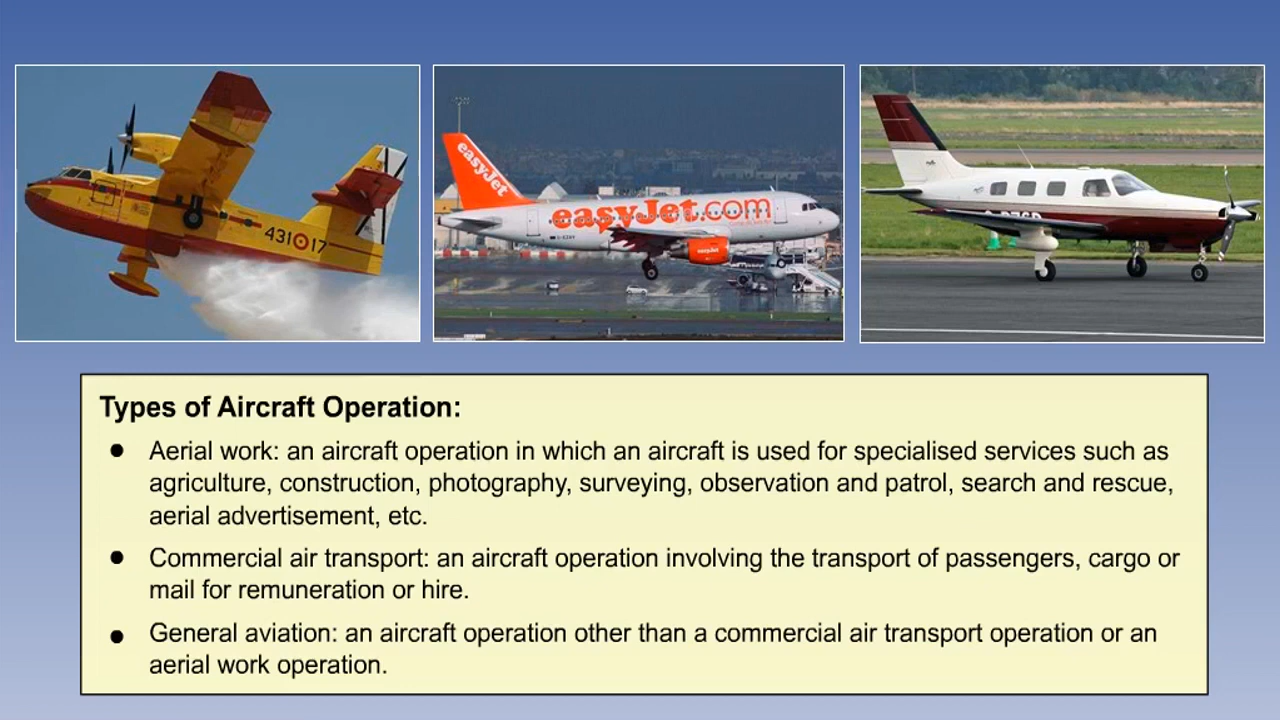 431 17
easyJet
easyJet.com
easyJet
Types of Aircraft Operation:
● Aerial work: an aircraft operation in which an aircraft is used for specialised services such as
agriculture, construction, photography, surveying, observation and patrol, search and rescue,
aerial advertisement, etc.
● Commercial air transport: an aircraft operation involving the transport of passengers, cargo or
mail for remuneration or hire.
● General aviation: an aircraft operation other than a commercial air transport operation or an
aerial work operation.